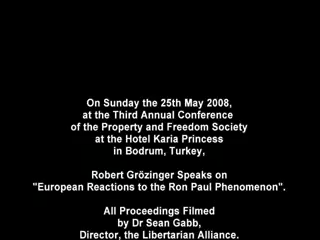 On Sunday the 25th May 2008,
at the Third Annual Conference
of the Property and Freedom Society
at the Hotel Karia Princess
in Bodrum, Turkey,
Robert Grözinger Speaks on
"European Reactions to the Ron Paul Phenomenon".
All Proceedings Filmed
by Dr Sean Gabb,
Director, the Libertarian Alliance.